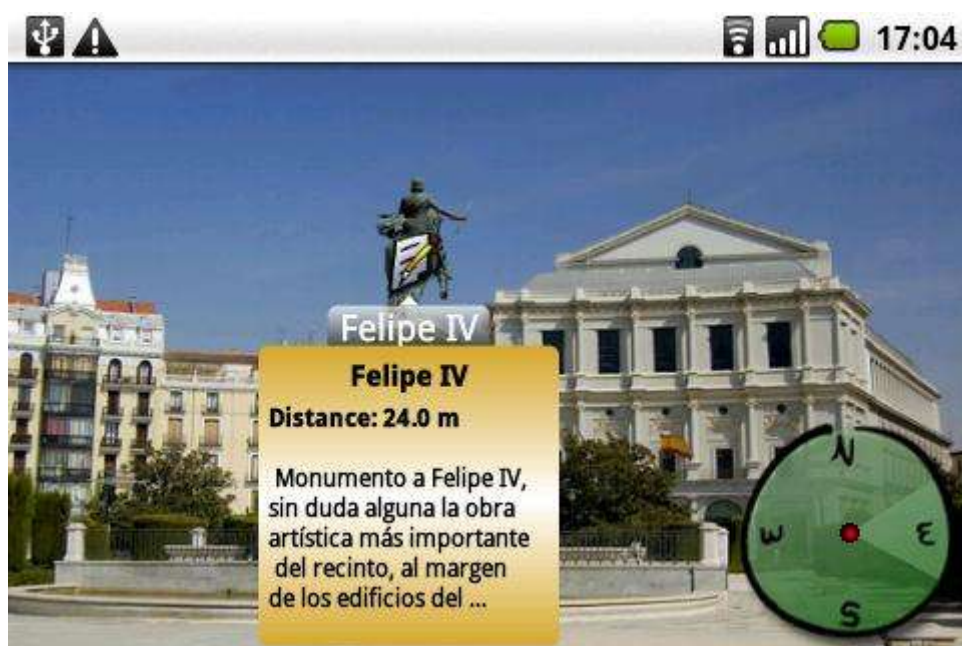 17:04
Felipe IV
Felipe IV
Distance: 24.0 m
Monumento a Felipe IV,
sin duda alguna la obra
artística más importante
del recinto, al margen
de los edificios del ...
N
W E
S